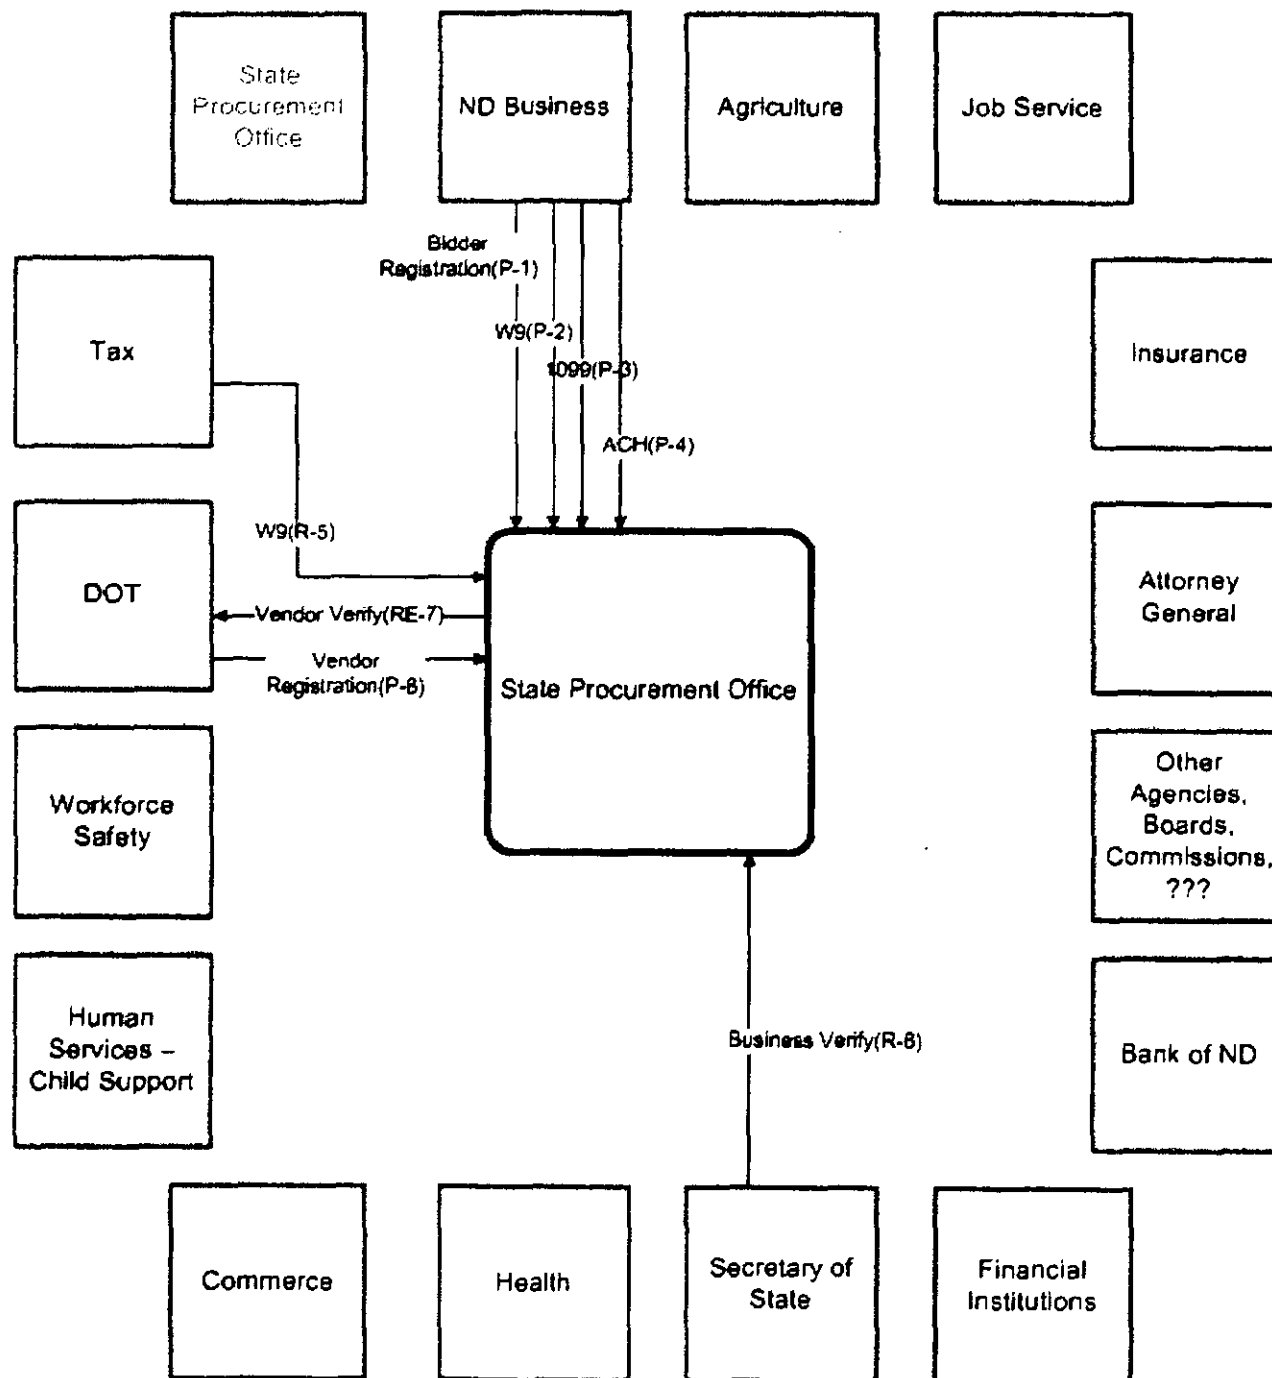 State
Procurement
Office
ND Business
Agriculture
Job Service
Bidder
Registration(P-1)
Tax
W9(P-2)
Insurance
1099(P-3)
ACH(P-4)
W9(R-5)
DOT
Attorney
General
Vendor Verify(RE-7)
Vendor
Registration(P-8)
State Procurement Office
Workforce
Safety
Other
Agencies,
Boards,
Commissions,
???
Human
Services –
Child Support
Business Verify(R-6)
Bank of ND
Commerce
Health
Secretary of
State
Financial
Institutions